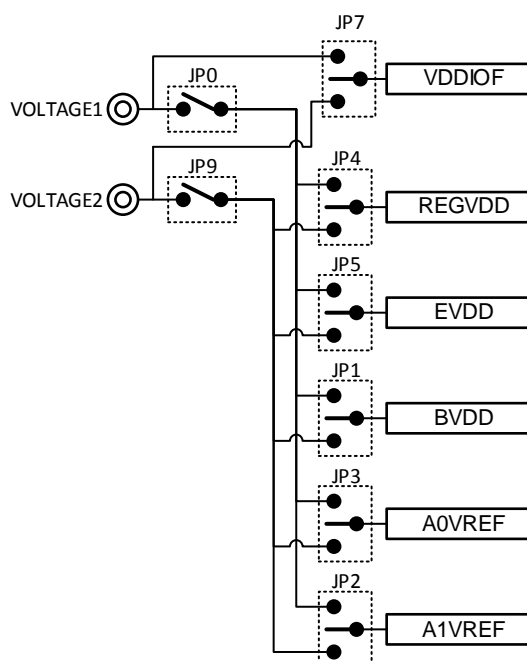 JP7
JP0
VDDIOF
VOLTAGE1
JP9
JP4
VOLTAGE2
REGVDD
JP5
EVDD
JP1
BVDD
JP3
A0VREF
JP2
A1VREF